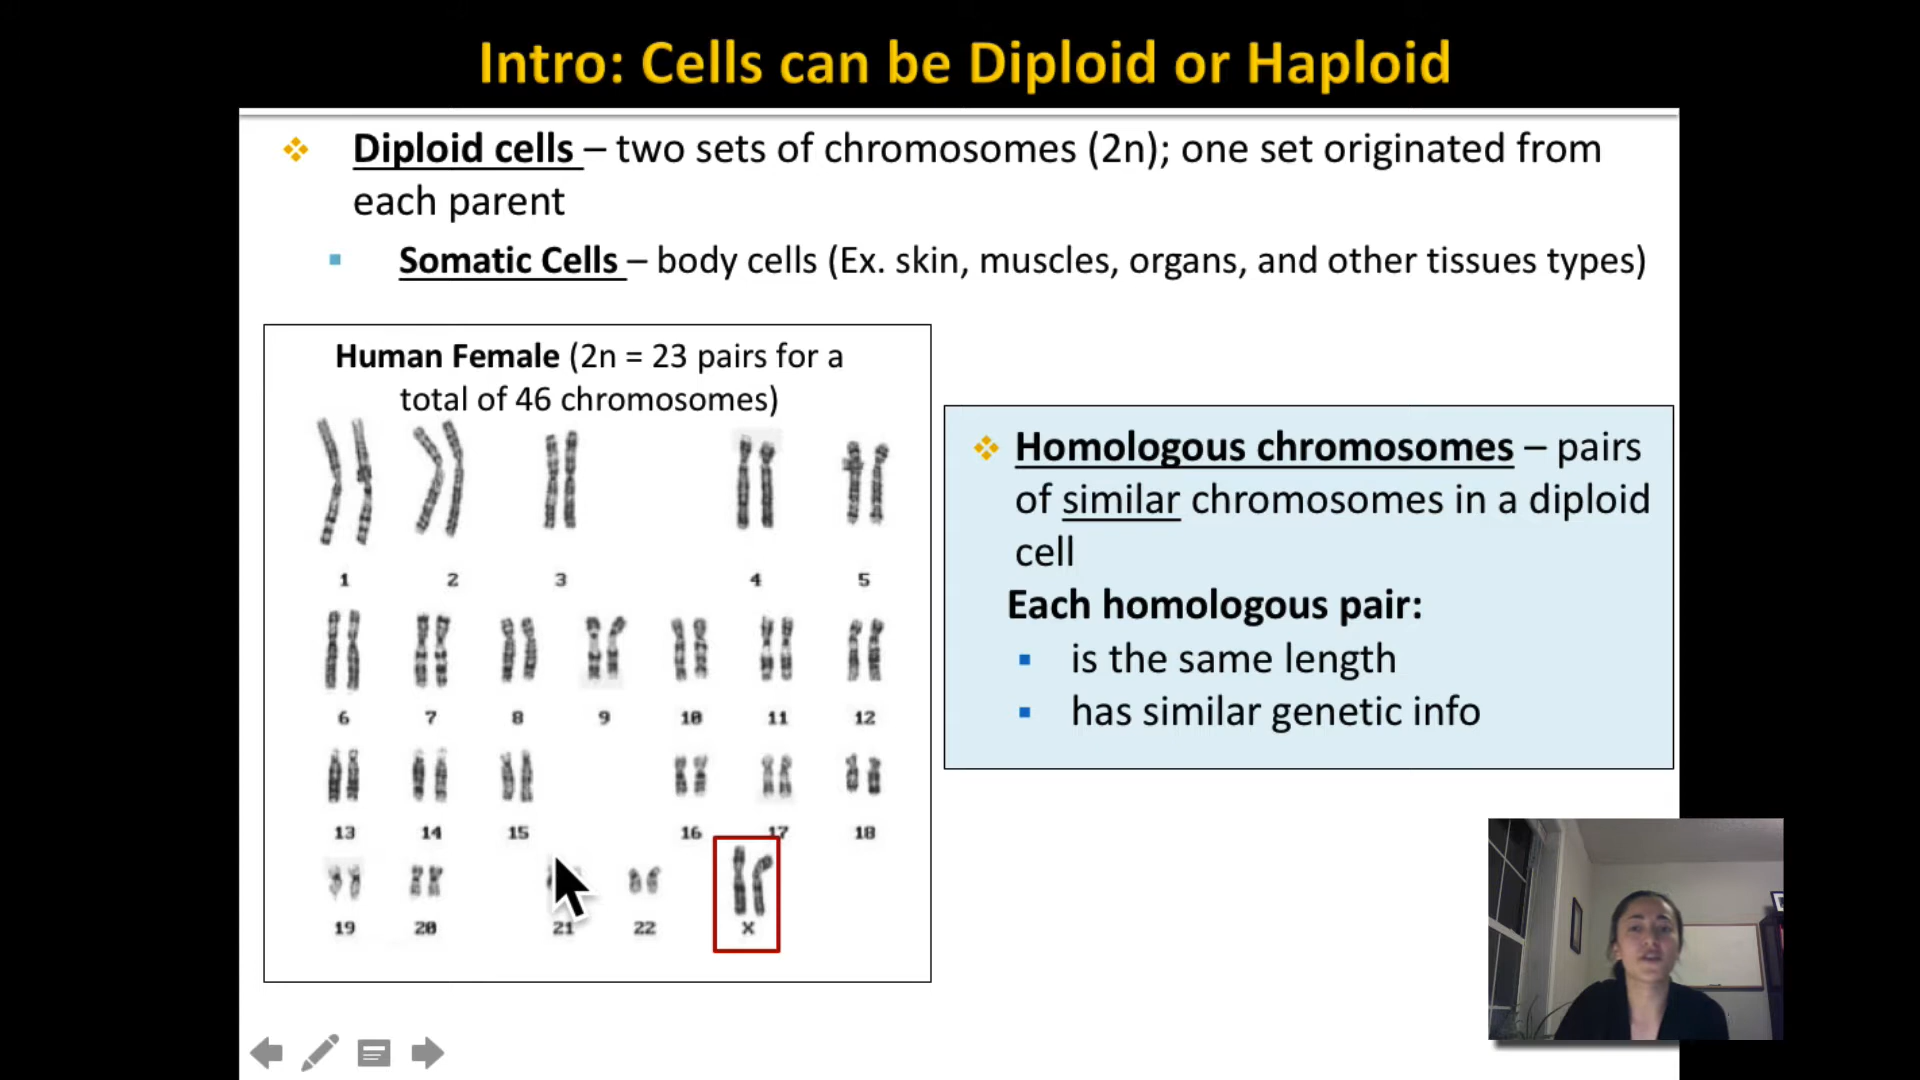 Intro: Cells can be Diploid or Haploid
Diploid cells – two sets of chromosomes (2n); one set originated from
each parent
Somatic Cells – body cells (Ex. skin, muscles, organs, and other tissues types)
Human Female (2n = 23 pairs for a
total of 46 chromosomes)
1 2 3 4 5
6 7 8 9 10 11 12
13 14 15 16 17 18
19 20 21 22 X
Homologous chromosomes – pairs
of similar chromosomes in a diploid
cell
Each homologous pair:
is the same length
has similar genetic info